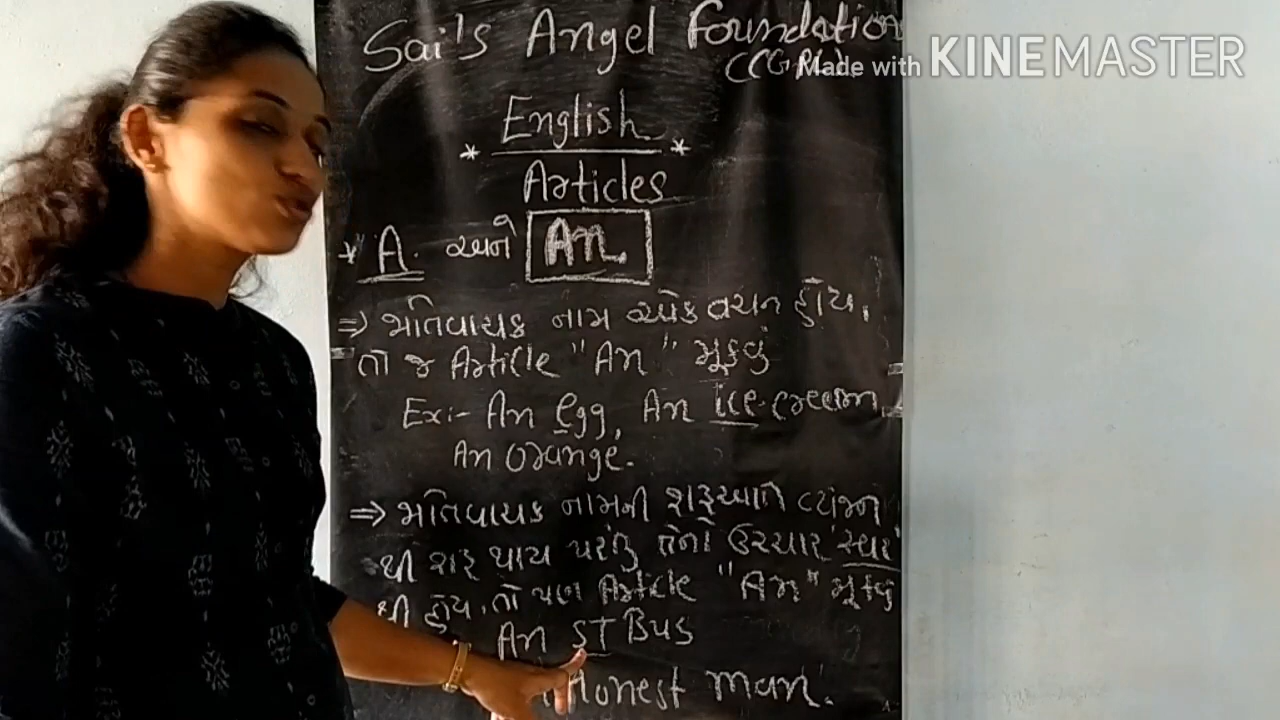 Sai's Angel Foundation
Made with KINEMASTER
English
* Articles *
* A. અને An
⇒ જાતિવાચક નામ એક વચન હોય,
તો જ Article "An" મૂકવું
Ex:- An egg, An ice-cream,
An orange.
⇒ જાતિવાચક નામની શરૂઆત વ્યંજન
થી શરૂ થાય પરંતુ તેનો ઉચ્ચાર 'સ્વર'
થી હોય, તો પણ Article "An" મૂકવું
An ST Bus
Honest man.